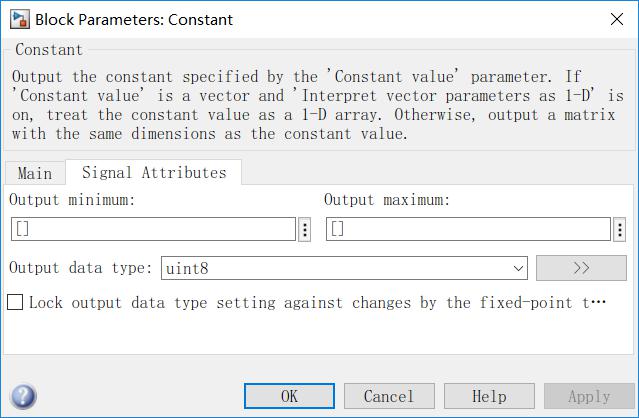 Block Parameters: Constant
Constant
Output the constant specified by the 'Constant value' parameter. If
'Constant value' is a vector and 'Interpret vector parameters as 1-D' is
on, treat the constant value as a 1-D array. Otherwise, output a matrix
with the same dimensions as the constant value.
Main Signal Attributes
Output minimum: Output maximum:
[] []
Output data type: uint8 >>
Lock output data type setting against changes by the fixed-point t…
? OK Cancel Help Apply